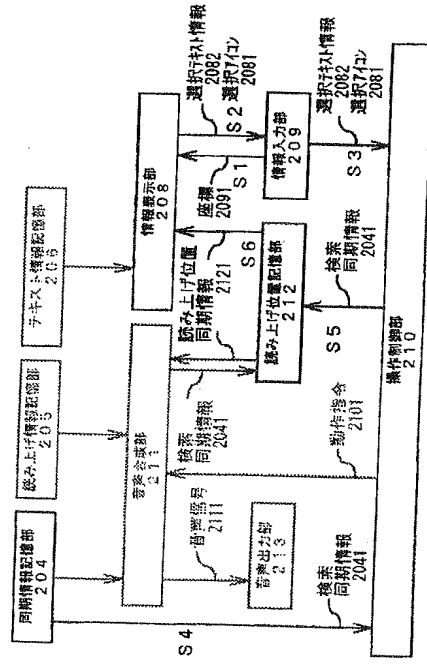 同期情報記憶部
204
読み上げ情報記憶部
205
テキスト情報記憶部
206
音声合成部
211
情報表示部
208
音声信号
2111
検索
同期情報
2041
読み上げ位置
同期情報
2121
座標
2091
選択テキスト情報
2082
選択アイコン
2081
S1
S2
S6
音声出力部
213
読み上げ位置記憶部
212
情報入力部
209
S4
検索
同期情報
2041
動作指令
2101
S5
検索
同期情報
2041
S3
選択テキスト情報
2082
選択アイコン
2081
操作制御部
210